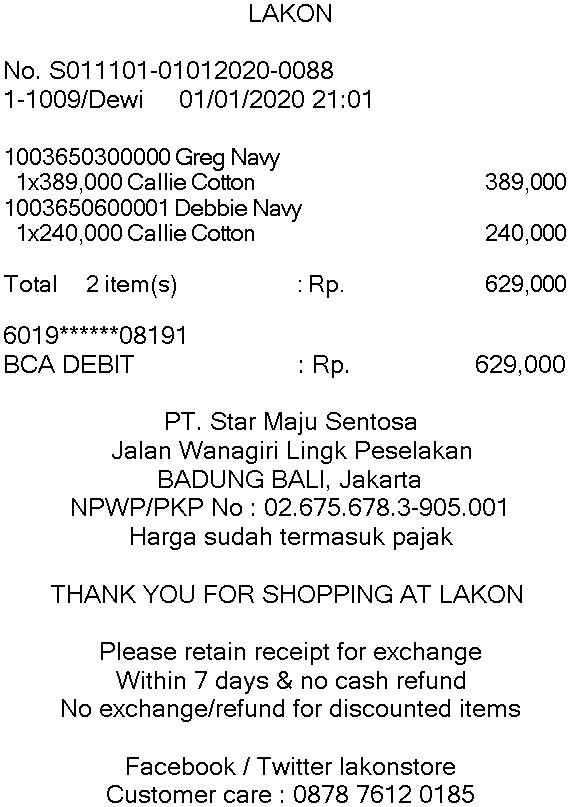 LAKON
No. S011101-01012020-0088
1-1009/Dewi 01/01/2020 21:01
1003650300000 Greg Navy
1x389,000 Callie Cotton 389,000
1003650600001 Debbie Navy
1x240,000 Callie Cotton 240,000
Total 2 item(s) : Rp. 629,000
6019******08191
BCA DEBIT : Rp. 629,000
PT. Star Maju Sentosa
Jalan Wanagiri Lingk Peselakan
BADUNG BALI, Jakarta
NPWP/PKP No : 02.675.678.3-905.001
Harga sudah termasuk pajak
THANK YOU FOR SHOPPING AT LAKON
Please retain receipt for exchange
Within 7 days & no cash refund
No exchange/refund for discounted items
Facebook / Twitter lakonstore
Customer care : 0878 7612 0185